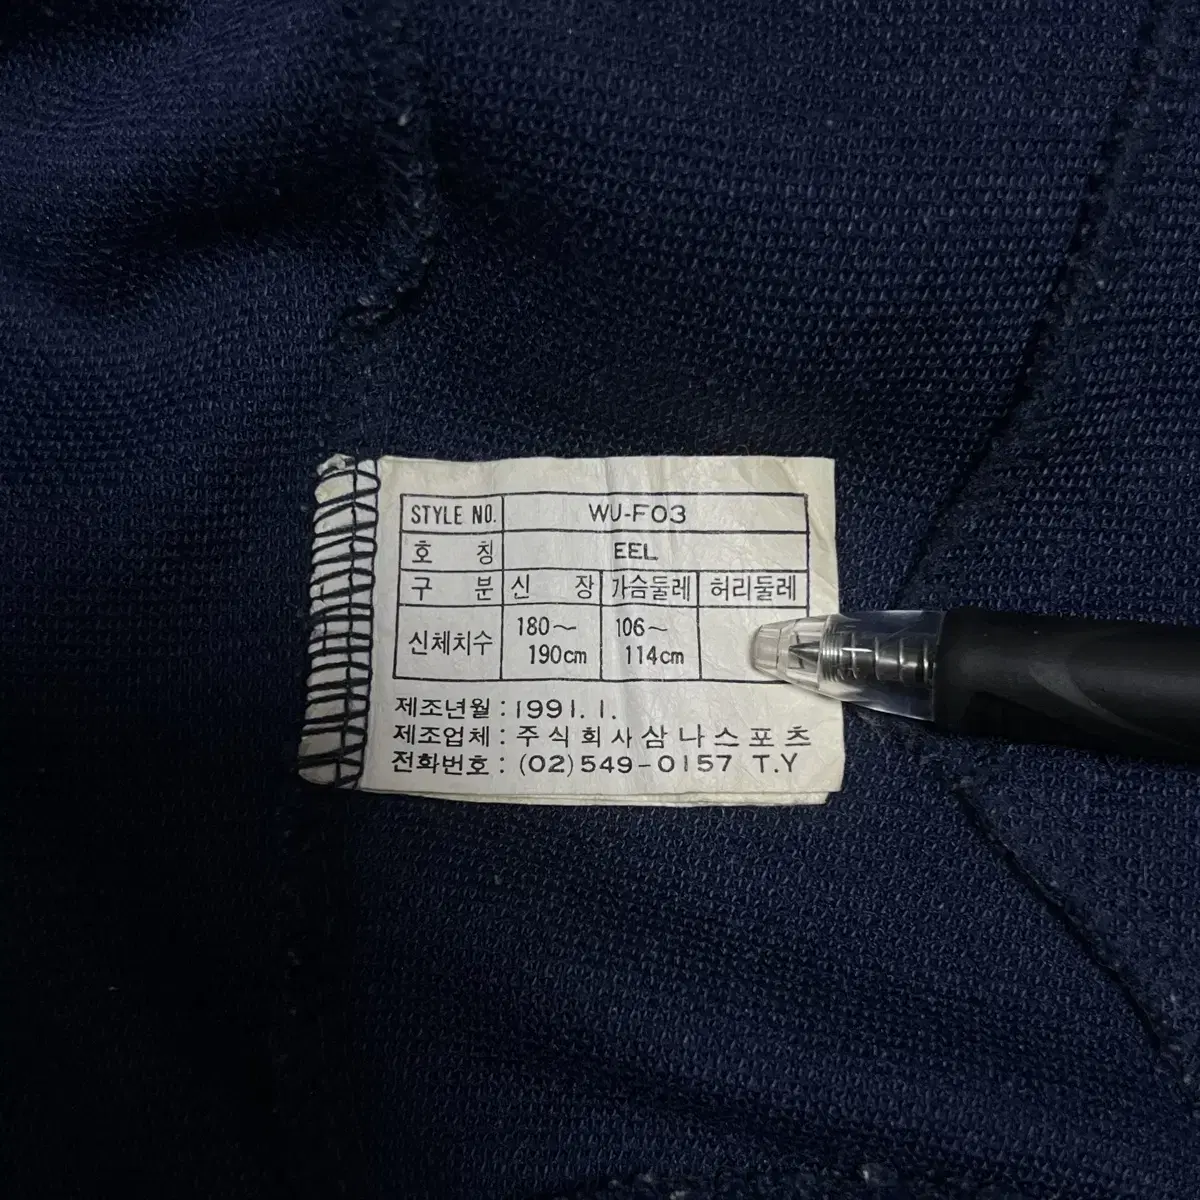 STYLE NO. WU-F03
호 칭 EEL
구 분 신 장 가슴둘레 허리둘레
신체치수 180~190cm 106~114cm
제조년월 : 1991. 1.
제조업체 : 주식회사삼나스포츠
전화번호 : (02)549-0157 T.Y